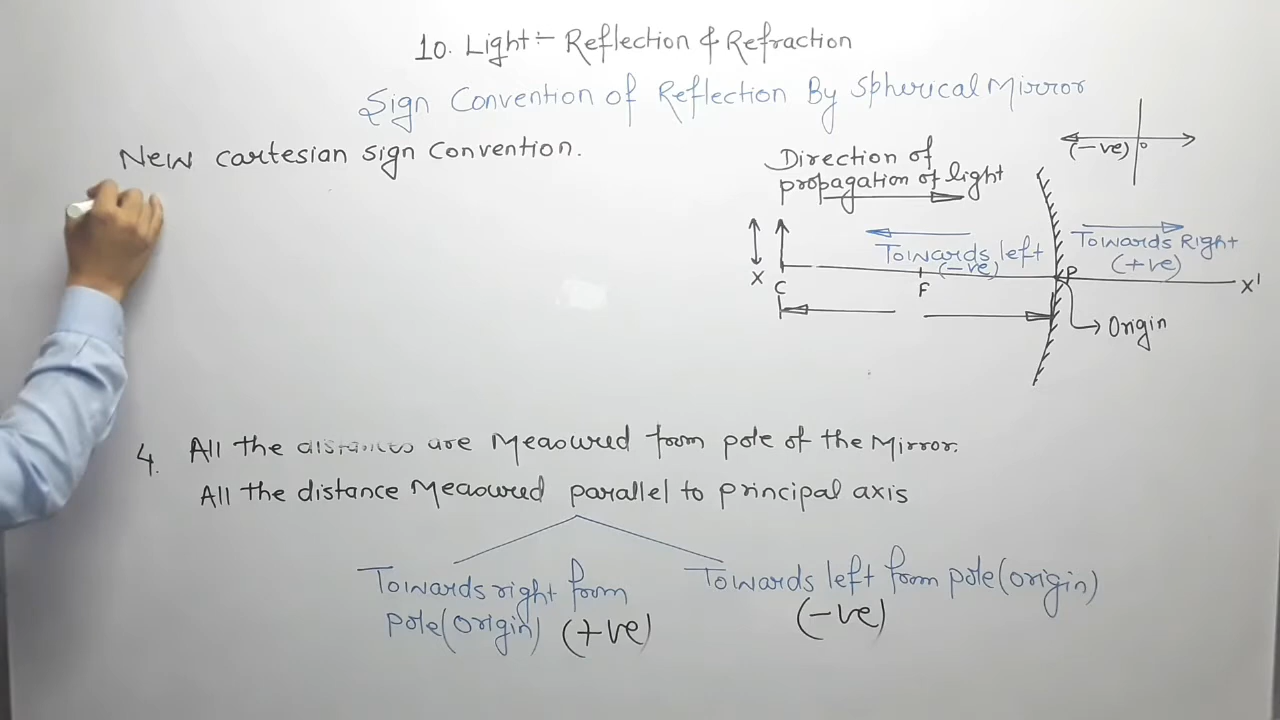 10. Light :- Reflection & Refraction
Sign Convention of Reflection By Spherical Mirror
New Cartesian sign Convention.
Direction of
propagation of light
(-ve) O
Towards left
(-ve)
Towards Right
(+ve)
X C F P X'
Origin
4. All the distances are Measured from pole of the Mirror.
All the distance Measured parallel to principal axis
Towards right from
pole(origin) (+ve)
Towards left from pole(origin)
(-ve)